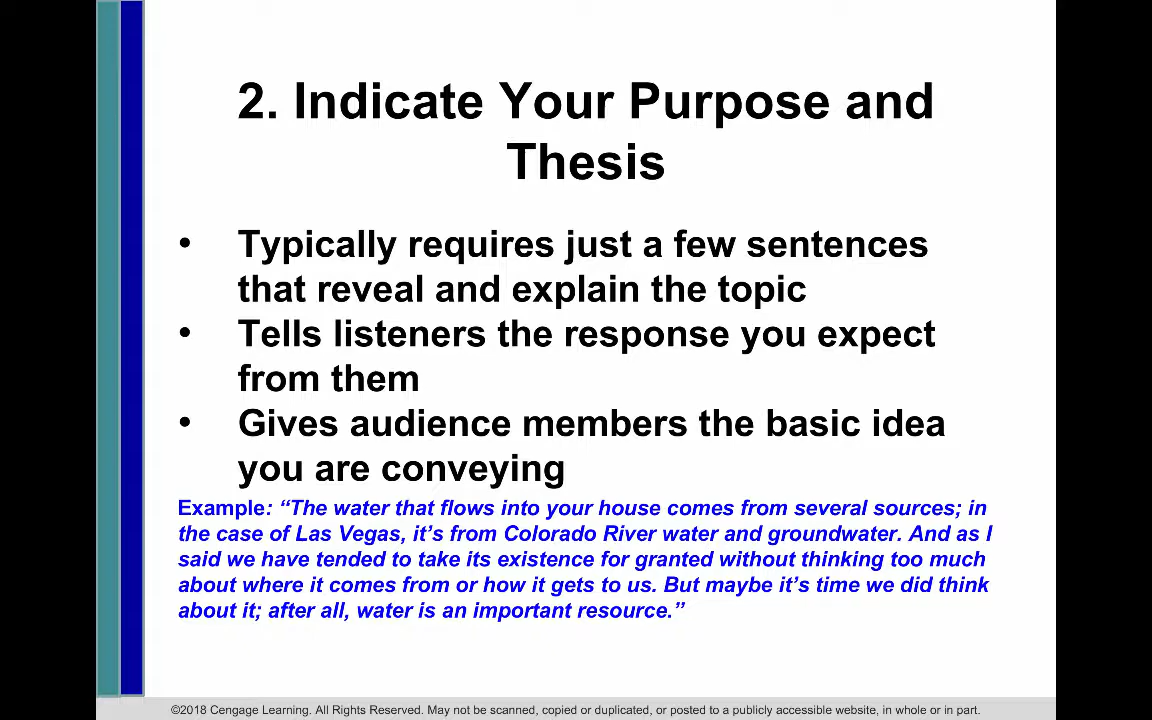 2. Indicate Your Purpose and
Thesis
• Typically requires just a few sentences
that reveal and explain the topic
• Tells listeners the response you expect
from them
• Gives audience members the basic idea
you are conveying
Example: “The water that flows into your house comes from several sources; in
the case of Las Vegas, it’s from Colorado River water and groundwater. And as I
said we have tended to take its existence for granted without thinking too much
about where it comes from or how it gets to us. But maybe it’s time we did think
about it; after all, water is an important resource.”
©2018 Cengage Learning. All Rights Reserved. May not be scanned, copied or duplicated, or posted to a publicly accessible website, in whole or in part.